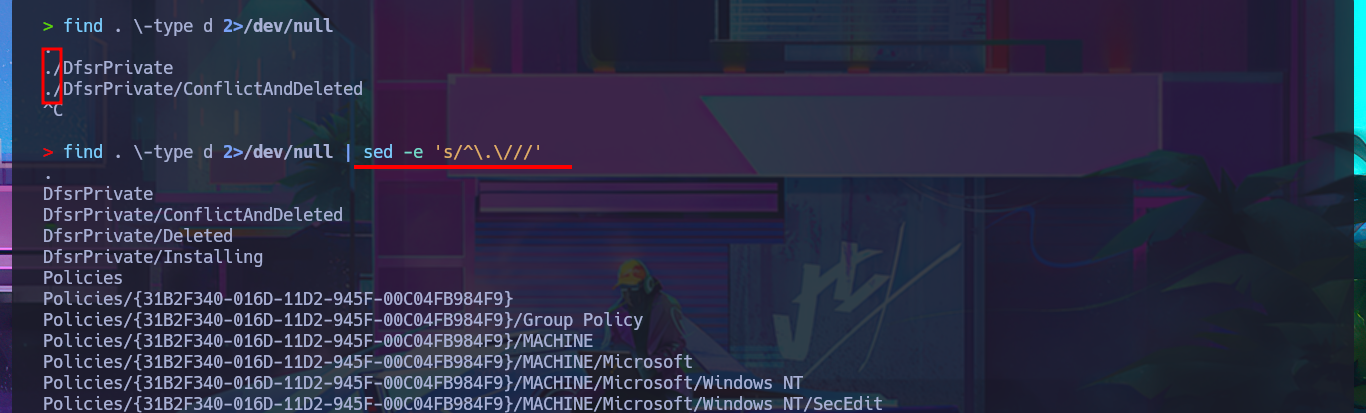 > find . \-type d 2>/dev/null
.
./DfsrPrivate
./DfsrPrivate/ConflictAndDeleted
^C
> find . \-type d 2>/dev/null | sed -e 's/^\.\///'
.
DfsrPrivate
DfsrPrivate/ConflictAndDeleted
DfsrPrivate/Deleted
DfsrPrivate/Installing
Policies
Policies/{31B2F340-016D-11D2-945F-00C04FB984F9}
Policies/{31B2F340-016D-11D2-945F-00C04FB984F9}/Group Policy
Policies/{31B2F340-016D-11D2-945F-00C04FB984F9}/MACHINE
Policies/{31B2F340-016D-11D2-945F-00C04FB984F9}/MACHINE/Microsoft
Policies/{31B2F340-016D-11D2-945F-00C04FB984F9}/MACHINE/Microsoft/Windows NT
Policies/{31B2F340-016D-11D2-945F-00C04FB984F9}/MACHINE/Microsoft/Windows NT/SecEdit